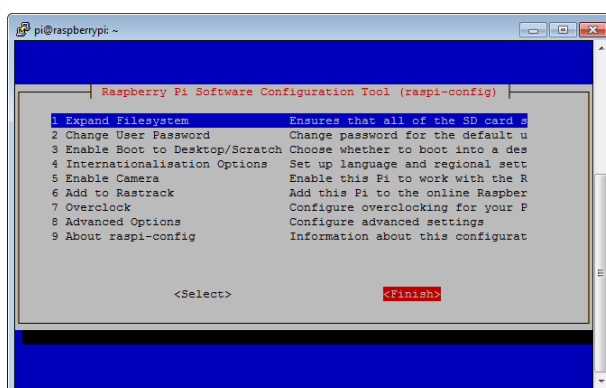 pi@raspberrypi: ~
Raspberry Pi Software Configuration Tool (raspi-config)
1 Expand Filesystem Ensures that all of the SD card s
2 Change User Password Change password for the default u
3 Enable Boot to Desktop/Scratch Choose whether to boot into a des
4 Internationalisation Options Set up language and regional sett
5 Enable Camera Enable this Pi to work with the R
6 Add to Rastrack Add this Pi to the online Raspber
7 Overclock Configure overclocking for your P
8 Advanced Options Configure advanced settings
9 About raspi-config Information about this configurat
<Select> <Finish>